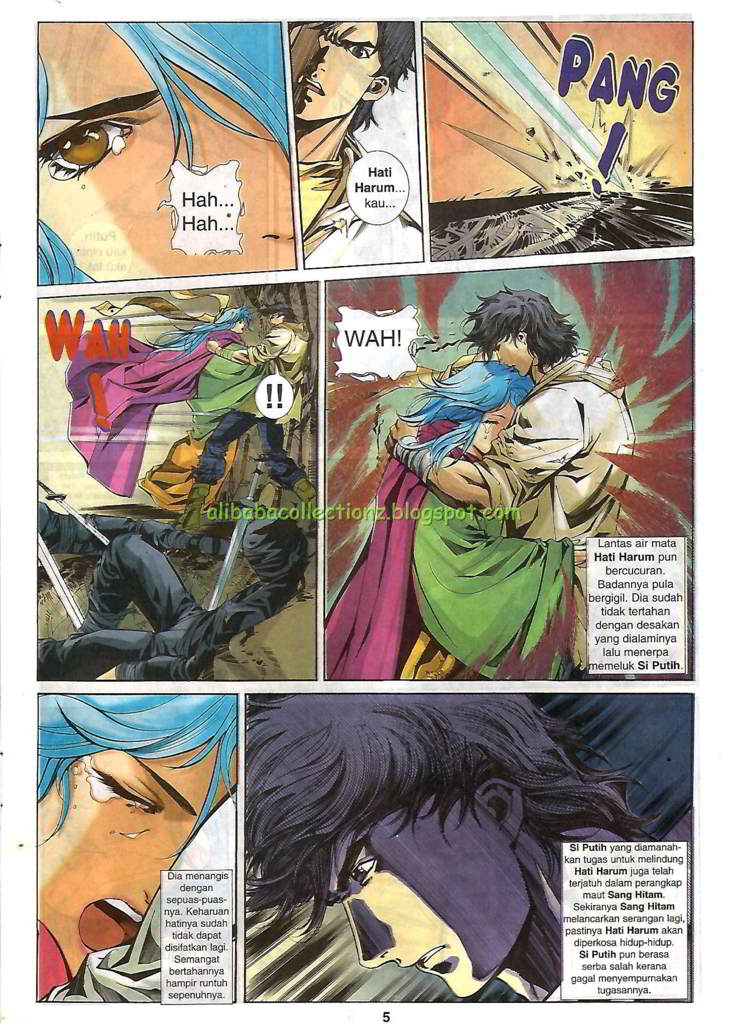 Hah...
Hah...
Hati
Harum...
kau...
PANG
!
WAH
!
!!
WAH!
alibabacollectionz.blogspot.com
Lantas air mata
Hati Harum pun
bercucuran.
Badannya pula
bergigil. Dia sudah
tidak tertahan
dengan desakan
yang dialaminya
lalu menerpa
memeluk Si Putih.
Dia menangis
dengan
sepuas-puas-
nya. Keharuan
hatinya sudah
tidak dapat
disifatkan lagi.
Semangat
bertahannya
hampir runtuh
sepenuhnya.
Si Putih yang diamanah-
kan tugas untuk melindung
Hati Harum juga telah
terjatuh dalam perangkap
maut Sang Hitam.
Sekiranya Sang Hitam
melancarkan serangan lagi,
pastinya Hati Harum akan
diperkosa hidup-hidup.
Si Putih pun berasa
serba salah kerana
gagal menyempurnakan
tugasannya.
5